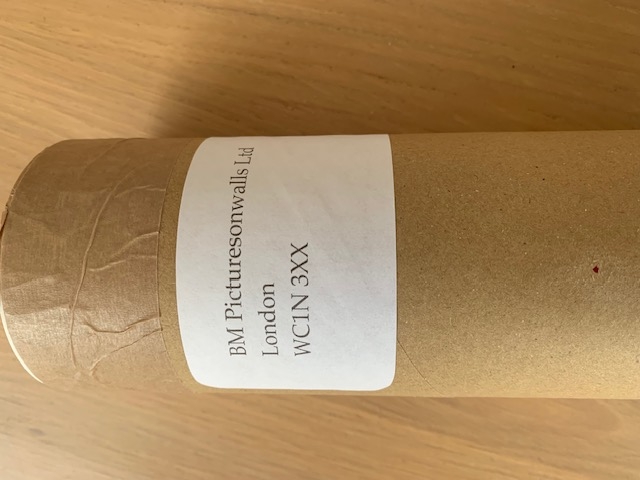 BM Picturesonwalls Ltd
London
WC1N 3XX